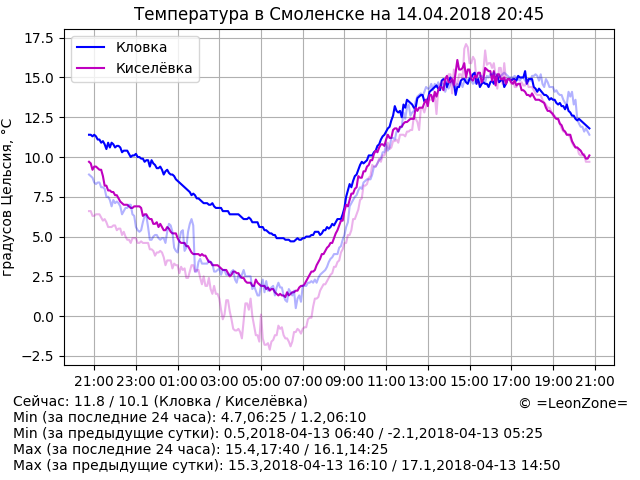 Температура в Смоленске на 14.04.2018 20:45
градусов Цельсия, °C
17.5
15.0
12.5
10.0
7.5
5.0
2.5
0.0
−2.5
Кловка
Киселёвка
21:00 23:00 01:00 03:00 05:00 07:00 09:00 11:00 13:00 15:00 17:00 19:00 21:00
Сейчас: 11.8 / 10.1 (Кловка / Киселёвка)
© =LeonZone=
Min (за последние 24 часа): 4.7,06:25 / 1.2,06:10
Min (за предыдущие сутки): 0.5,2018-04-13 06:40 / -2.1,2018-04-13 05:25
Max (за последние 24 часа): 15.4,17:40 / 16.1,14:25
Max (за предыдущие сутки): 15.3,2018-04-13 16:10 / 17.1,2018-04-13 14:50